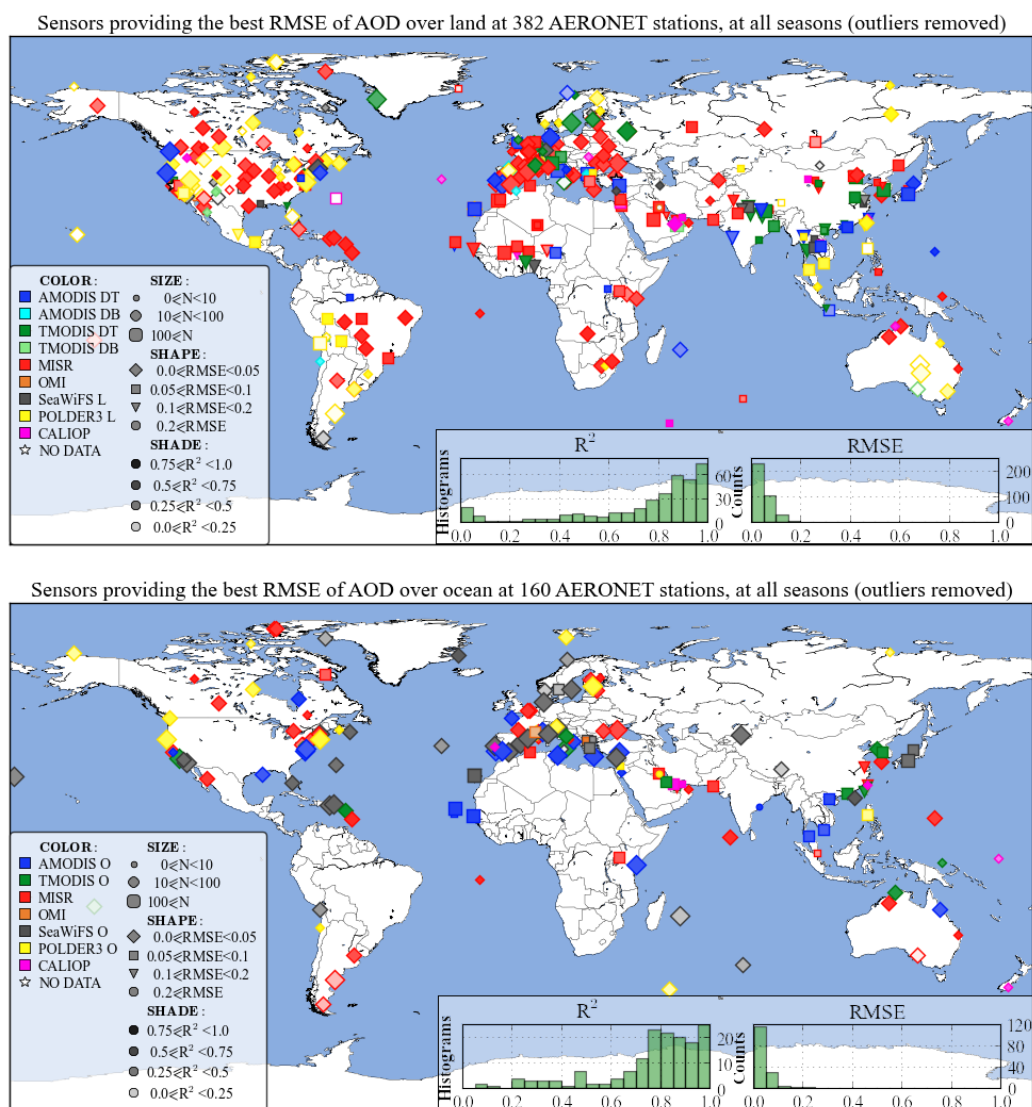 Sensors providing the best RMSE of AOD over land at 382 AERONET stations, at all seasons (outliers removed)
COLOR:
AMODIS DT
AMODIS DB
TMODIS DT
TMODIS DB
MISR
OMI
SeaWiFS L
POLDER3 L
CALIOP
NO DATA
SIZE:
0⩽N<10
10⩽N<100
100⩽N
SHAPE:
0.0⩽RMSE<0.05
0.05⩽RMSE<0.1
0.1⩽RMSE<0.2
0.2⩽RMSE
SHADE:
0.75⩽R² <1.0
0.5⩽R² <0.75
0.25⩽R² <0.5
0.0⩽R² <0.25
R²
Histograms
60
30
0
0.0 0.2 0.4 0.6 0.8 1.0
RMSE
Counts
200
100
0
0.0 0.2 0.4 0.6 0.8 1.0
Sensors providing the best RMSE of AOD over ocean at 160 AERONET stations, at all seasons (outliers removed)
COLOR:
AMODIS O
TMODIS O
MISR
OMI
SeaWiFS O
POLDER3 O
CALIOP
NO DATA
SIZE:
0⩽N<10
10⩽N<100
100⩽N
SHAPE:
0.0⩽RMSE<0.05
0.05⩽RMSE<0.1
0.1⩽RMSE<0.2
0.2⩽RMSE
SHADE:
0.75⩽R² <1.0
0.5⩽R² <0.75
0.25⩽R² <0.5
0.0⩽R² <0.25
R²
Histograms
20
10
0
0.0 0.2 0.4 0.6 0.8 1.0
RMSE
Counts
120
80
40
0
0.0 0.2 0.4 0.6 0.8 1.0